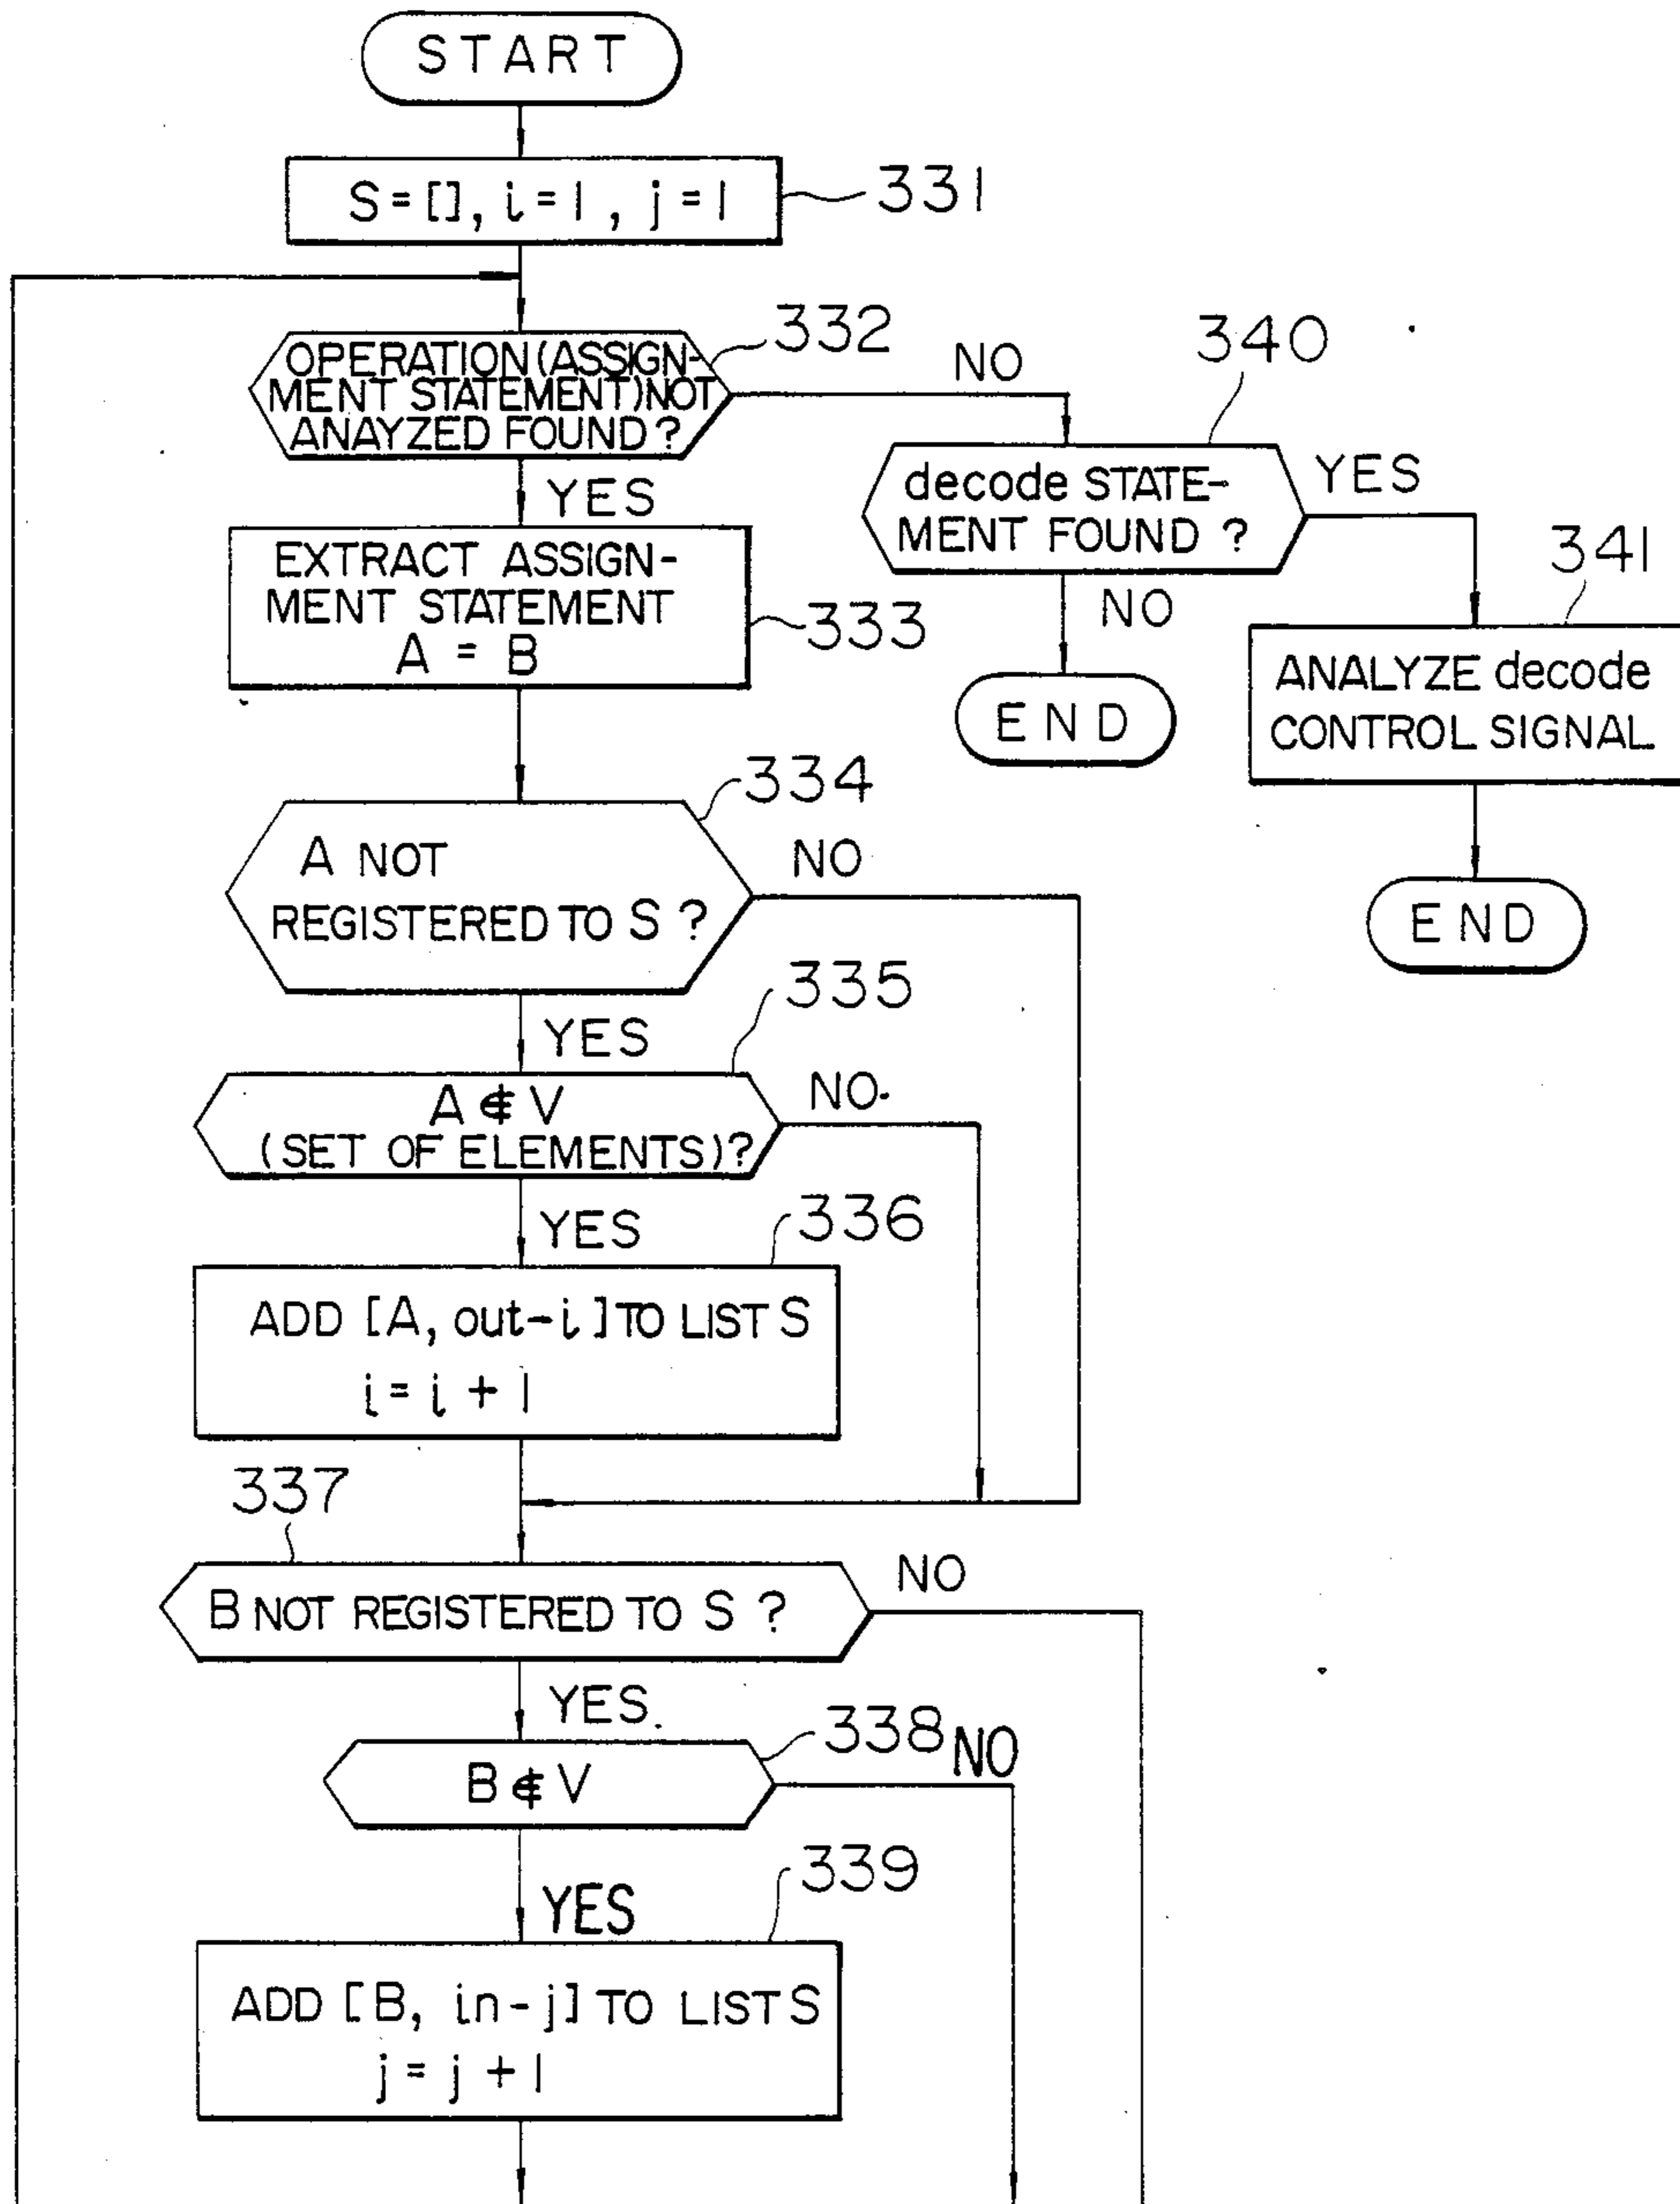 START
S=[], i=1, j=1
331
OPERATION(ASSIGN-
MENT STATEMENT)NOT
ANAYZED FOUND?
332
NO
YES
340
decode STATE-
MENT FOUND ?
YES
NO
END
341
ANALYZE decode
CONTROL SIGNAL
END
EXTRACT ASSIGN-
MENT STATEMENT
A = B
333
334
A NOT
REGISTERED TO S ?
NO
YES
335
A ∉ V
(SET OF ELEMENTS)?
NO
YES
336
ADD [A, out-i] TO LIST S
i = i + 1
337
B NOT REGISTERED TO S ?
NO
YES
338
B ∉ V
NO
YES
339
ADD [B, in-j] TO LIST S
j = j + 1